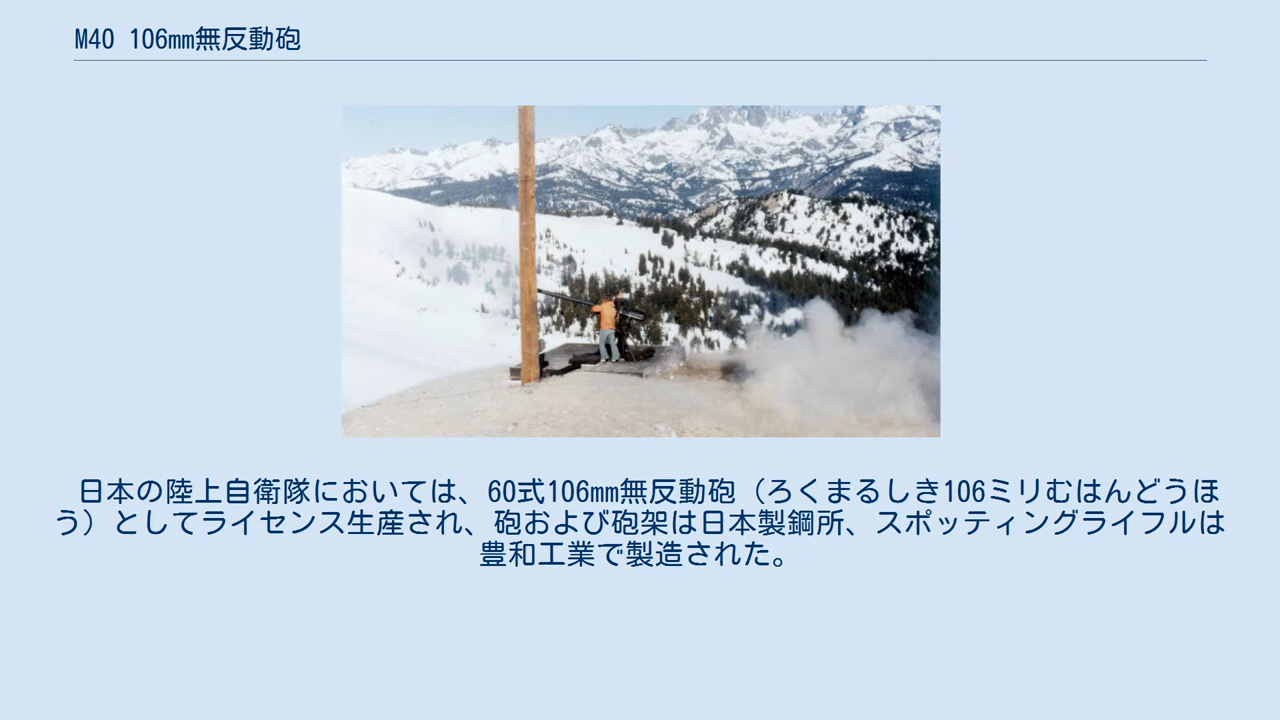 M40 106mm無反動砲
日本の陸上自衛隊においては、60式106mm無反動砲（ろくまるしき106ミリむはんどうほ
う）としてライセンス生産され、砲および砲架は日本製鋼所、スポッティングライフルは
豊和工業で製造された。